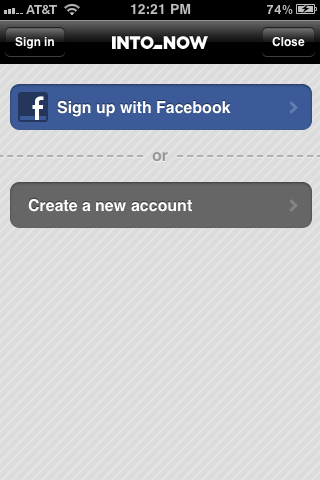 AT&T 12:21 PM 74%
Sign in INTO_NOW Close
f Sign up with Facebook
or
Create a new account